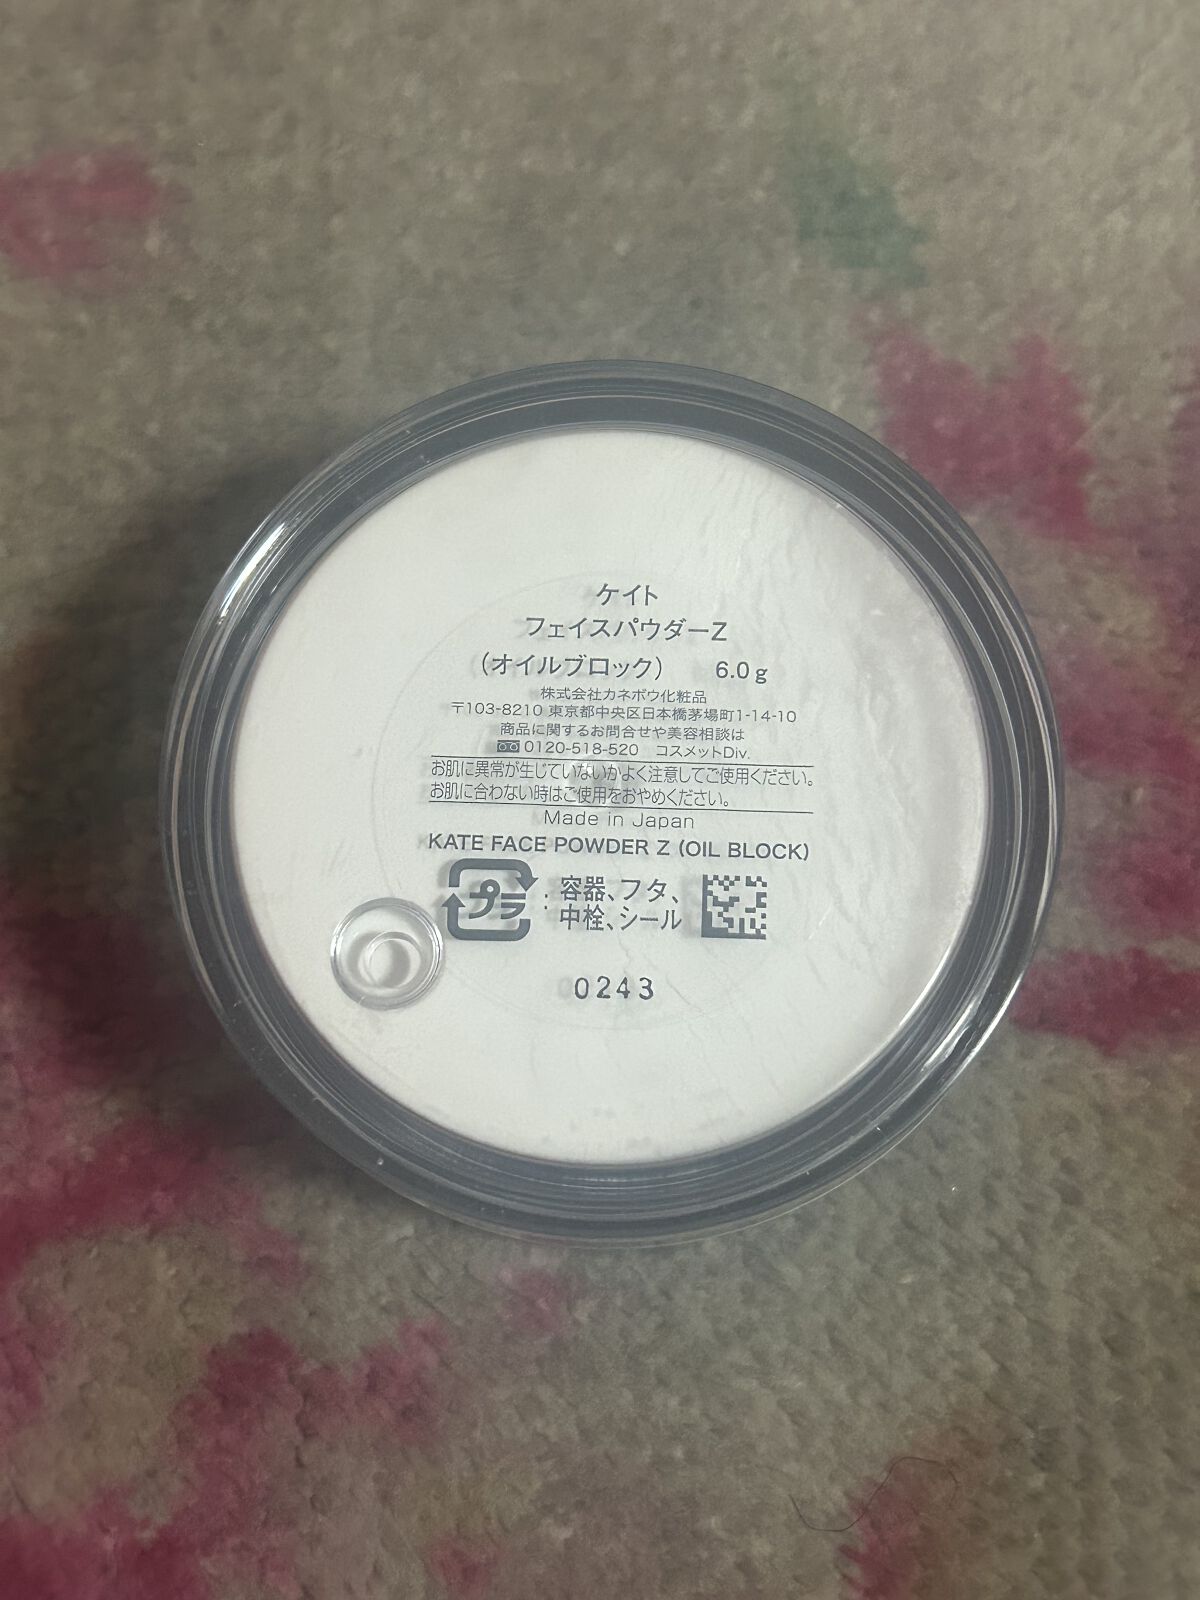 ケイト
フェイスパウダーZ
（オイルブロック） 6.0g
株式会社カネボウ化粧品
〒103-8210 東京都中央区日本橋茅場町1-14-10
商品に関するお問合せや美容相談は
0120-518-520 コスメットDiv.
お肌に異常が生じていないかよく注意してご使用ください。
お肌に合わない時はご使用をおやめください。
Made in Japan
KATE FACE POWDER Z (OIL BLOCK)
プラ : 容器、フタ、
中栓、シール
0243